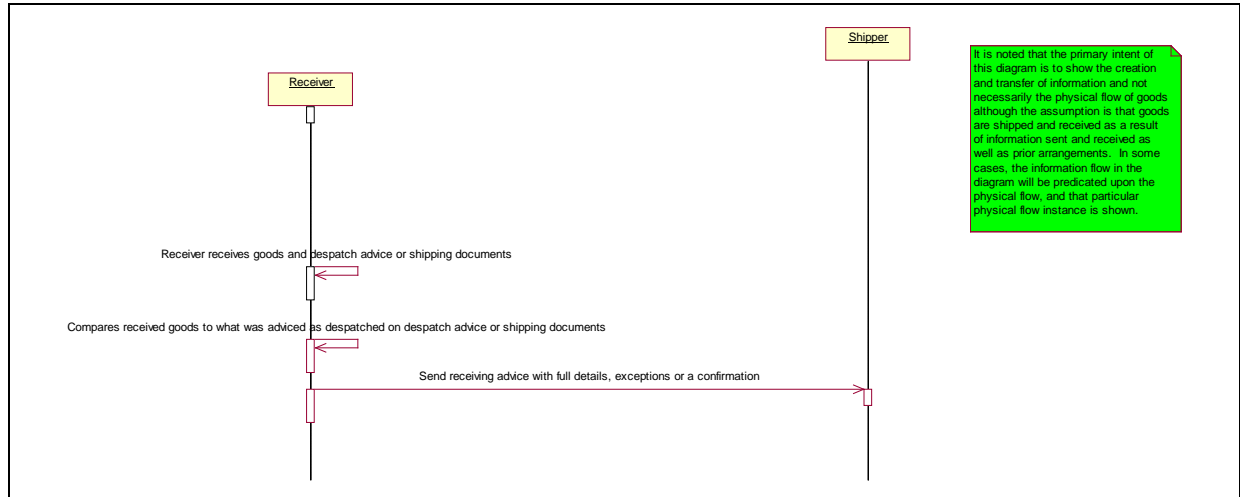 Shipper
Receiver
It is noted that the primary intent of
this diagram is to show the creation
and transfer of information and not
necessarily the physical flow of goods
although the assumption is that goods
are shipped and received as a result
of information sent and received as
well as prior arrangements.  In some
cases, the information flow in the
diagram will be predicated upon the
physical flow, and that particular
physical flow instance is shown.
Receiver receives goods and despatch advice or shipping documents
Compares received goods to what was adviced as despatched on despatch advice or shipping documents
Send receiving advice with full details, exceptions or a confirmation